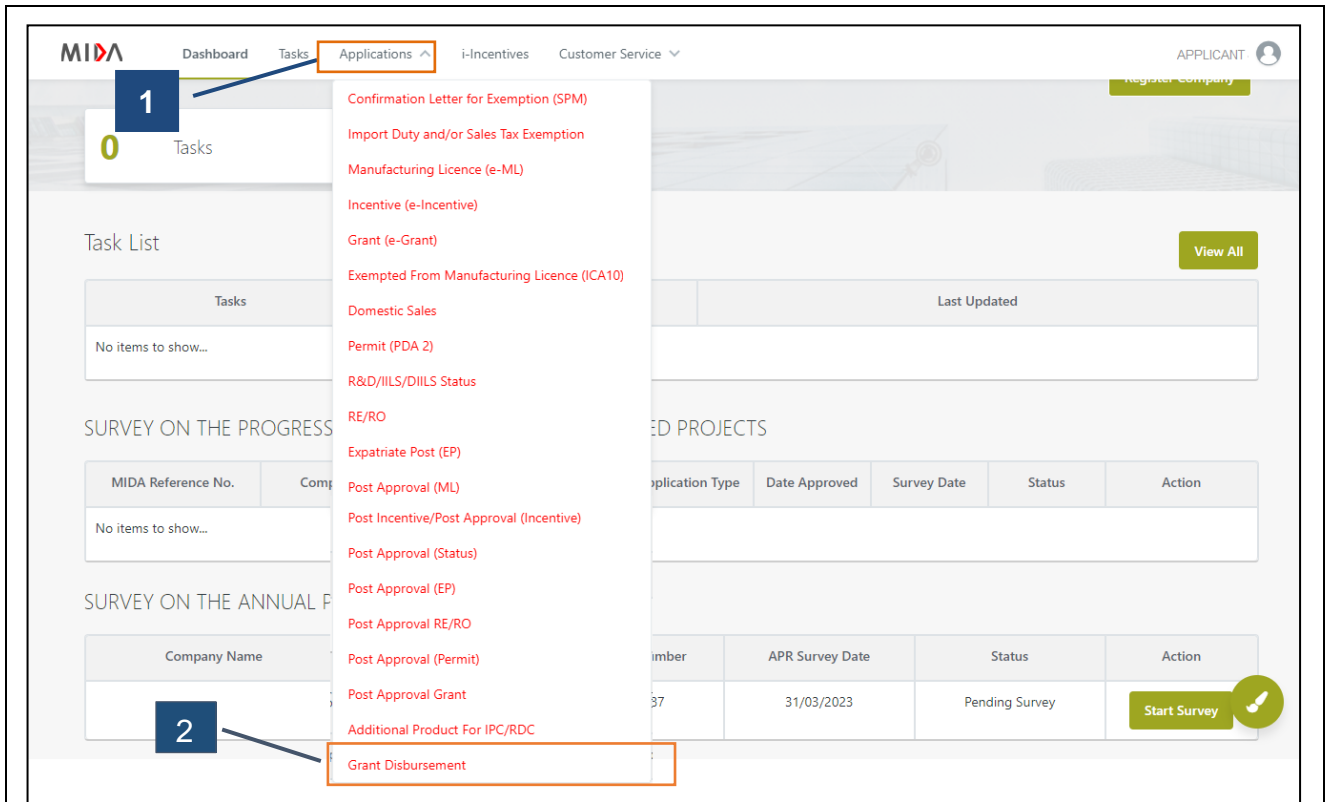 MIDA Dashboard Tasks Applications i-Incentives Customer Service APPLICANT
Register Company
1
0 Tasks
Confirmation Letter for Exemption (SPM)
Import Duty and/or Sales Tax Exemption
Manufacturing Licence (e-ML)
Incentive (e-Incentive)
Grant (e-Grant)
Exempted From Manufacturing Licence (ICA10)
Domestic Sales
Permit (PDA 2)
R&D/IILS/DIILS Status
RE/RO
Expatriate Post (EP)
Post Approval (ML)
Post Incentive/Post Approval (Incentive)
Post Approval (Status)
Post Approval (EP)
Post Approval RE/RO
Post Approval (Permit)
Post Approval Grant
Additional Product For IPC/RDC
Grant Disbursement
2
Task List
View All
Tasks Last Updated
No items to show...
SURVEY ON THE PROGRESS ED PROJECTS
MIDA Reference No. Comp plication Type Date Approved Survey Date Status Action
No items to show...
SURVEY ON THE ANNUAL P
Company Name umber APR Survey Date Status Action
37 31/03/2023 Pending Survey Start Survey